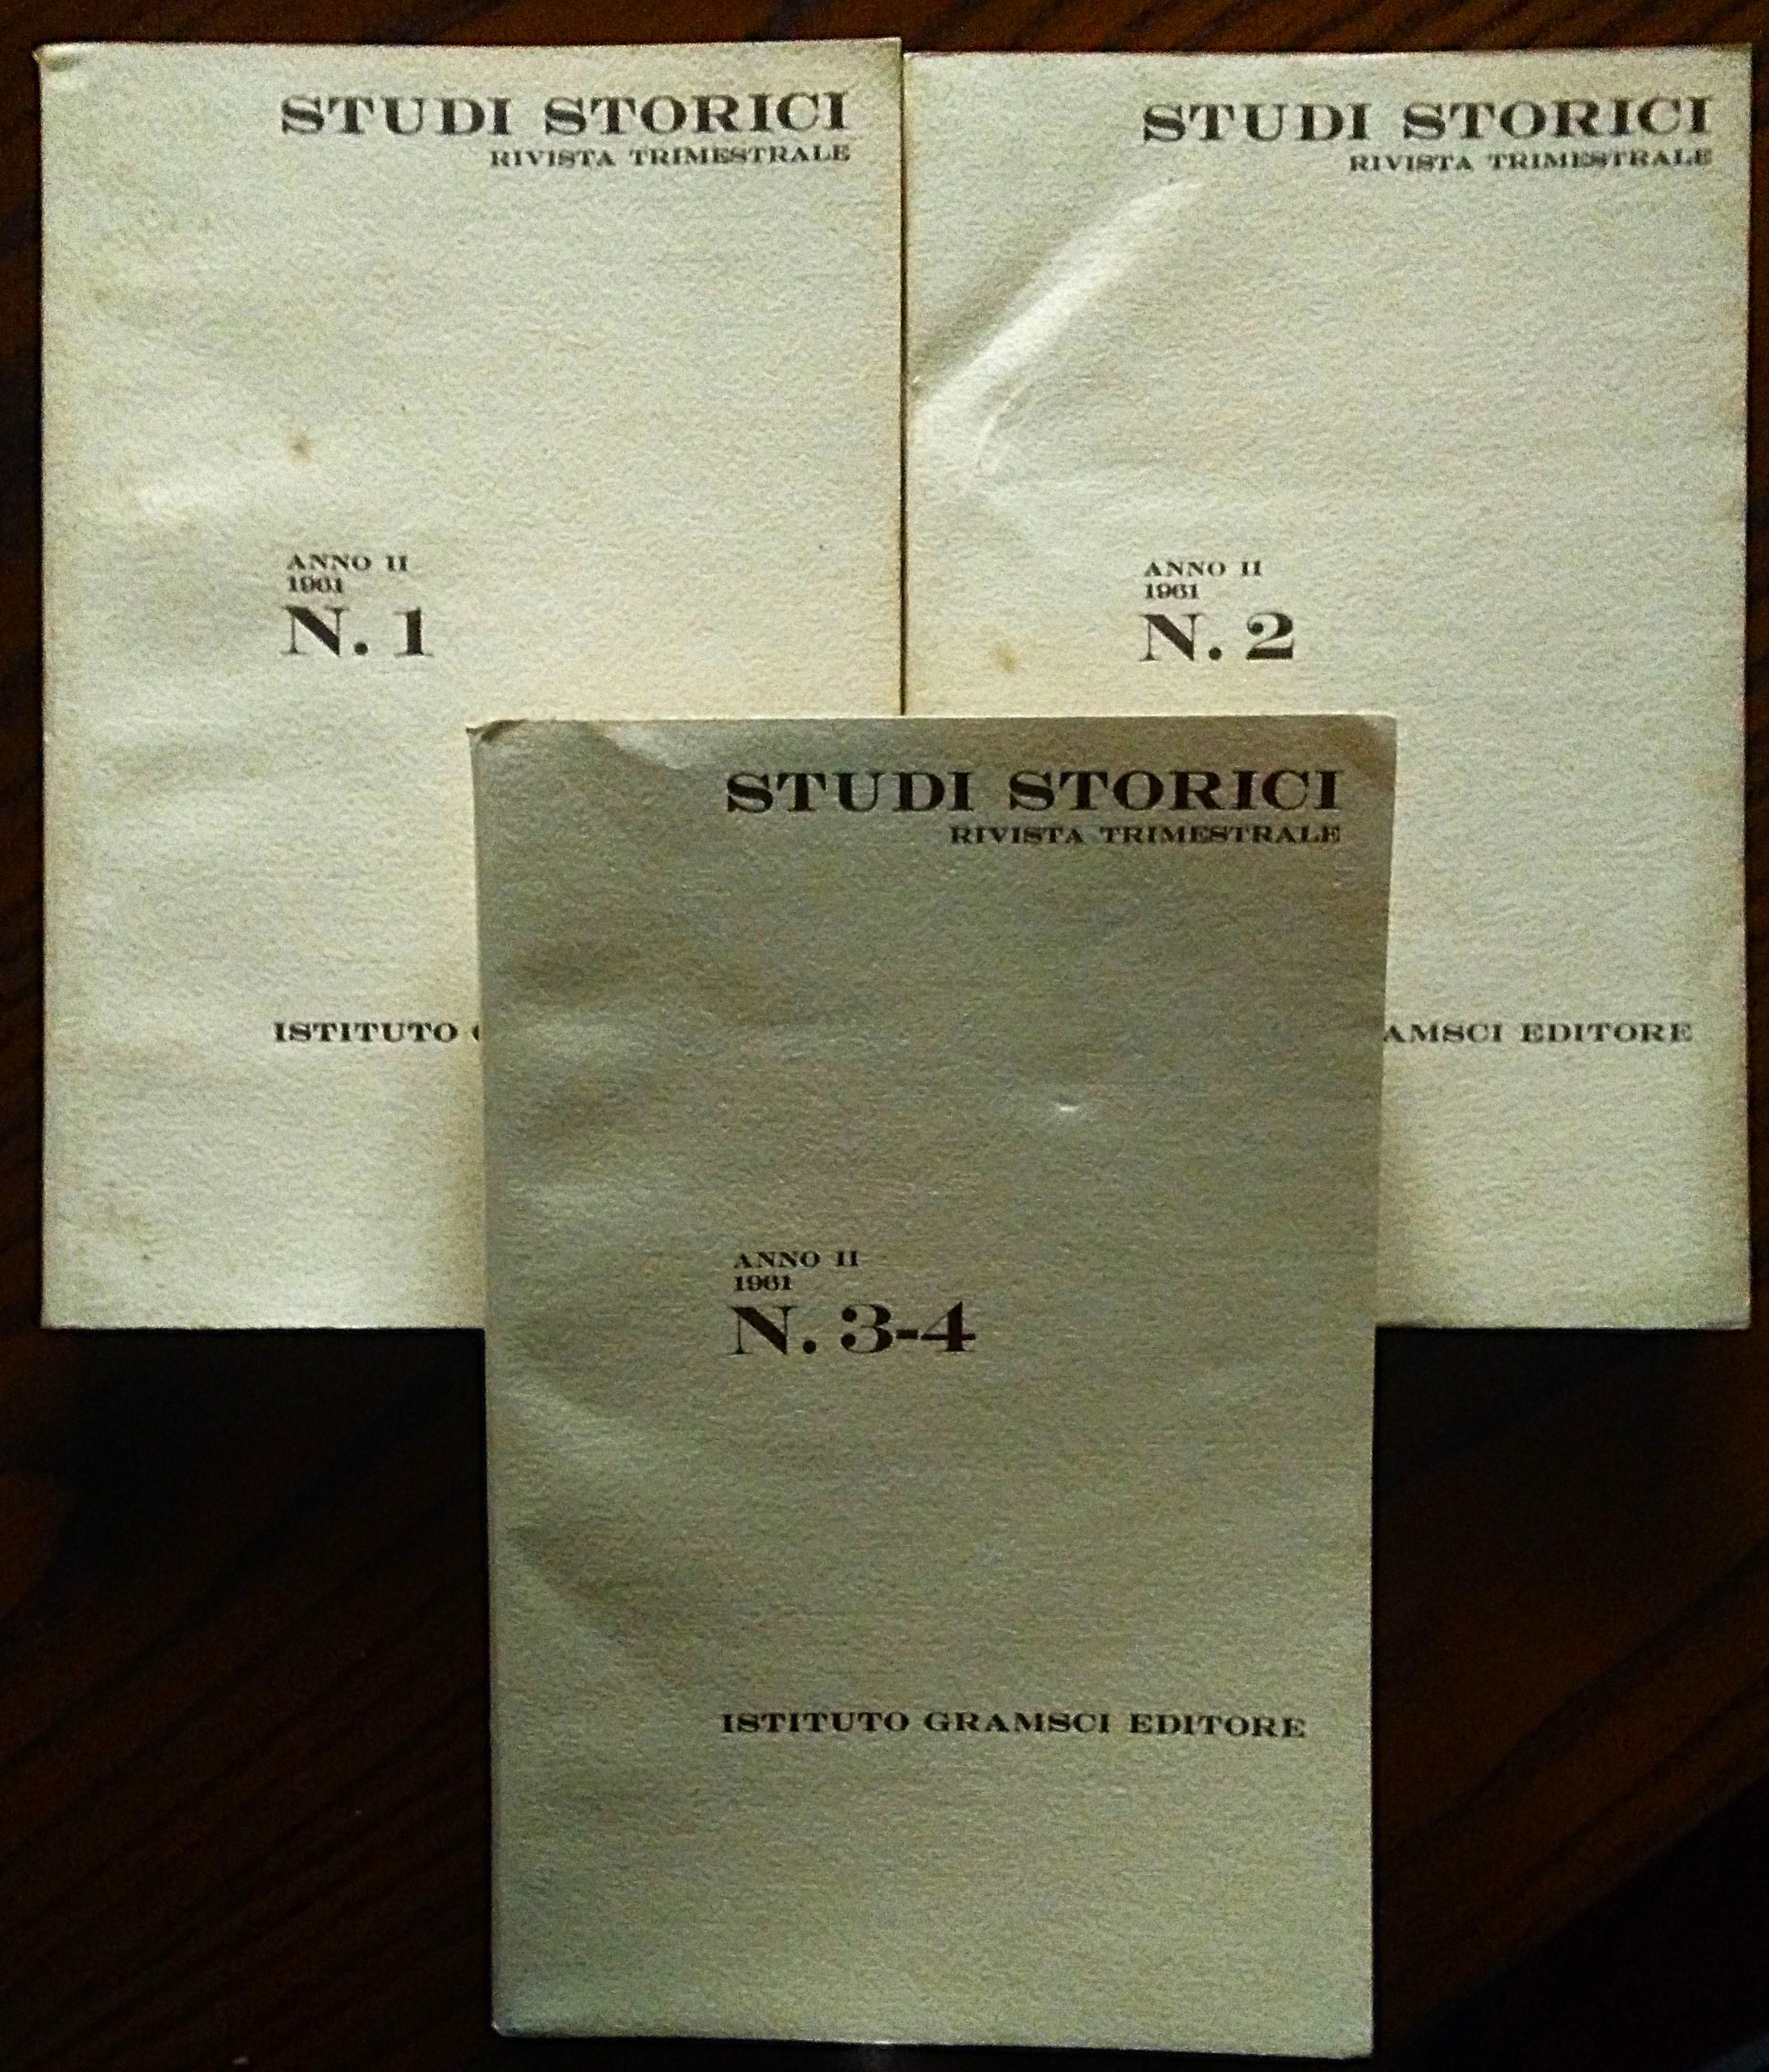 STUDI STORICI
RIVISTA TRIMESTRALE
ANNO II
1961
N. 1
ISTITUTO
STUDI STORICI
RIVISTA TRIMESTRALE
ANNO II
1961
N. 2
AMSCI EDITORE
STUDI STORICI
RIVISTA TRIMESTRALE
ANNO II
1961
N. 3-4
ISTITUTO GRAMSCI EDITORE